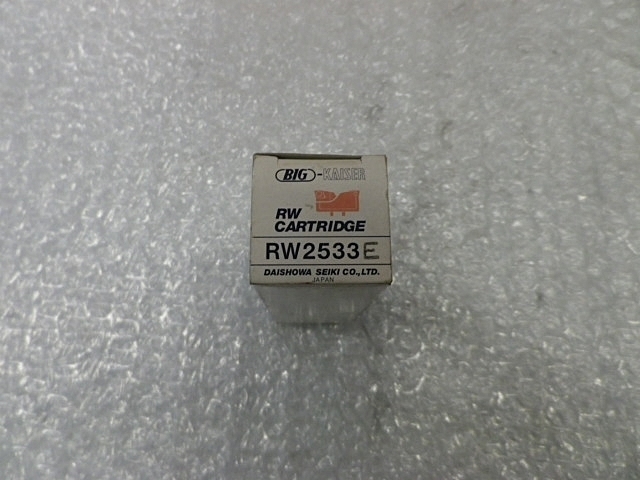 BIG-KAISER
RW
CARTRIDGE
RW2533E
DAISHOWA SEIKI CO.,LTD.
JAPAN